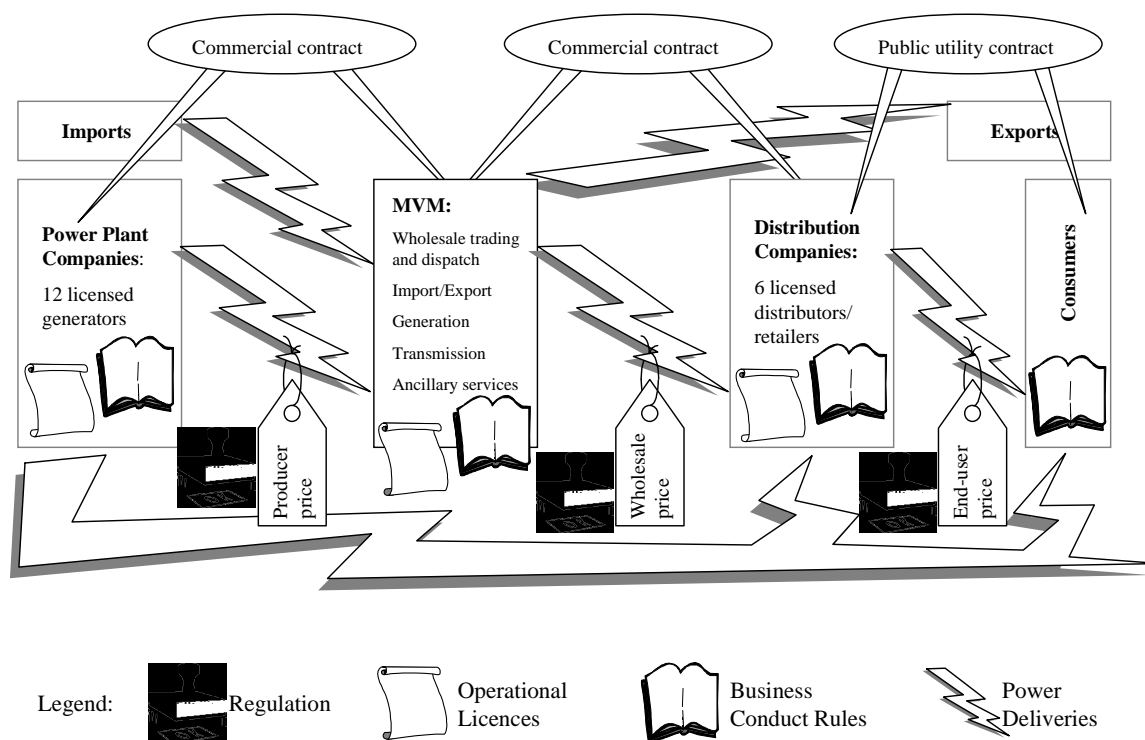 Commercial contract
Commercial contract
Public utility contract
Imports
Exports
Power Plant
Companies:
12 licensed
generators
MVM:
Wholesale trading
and dispatch
Import/Export
Generation
Transmission
Ancillary services
Distribution
Companies:
6 licensed
distributors/
retailers
Consumers
Producer
price
Wholesale
price
End-user
price
Legend:
Regulation
Operational
Licences
Business
Conduct Rules
Power
Deliveries